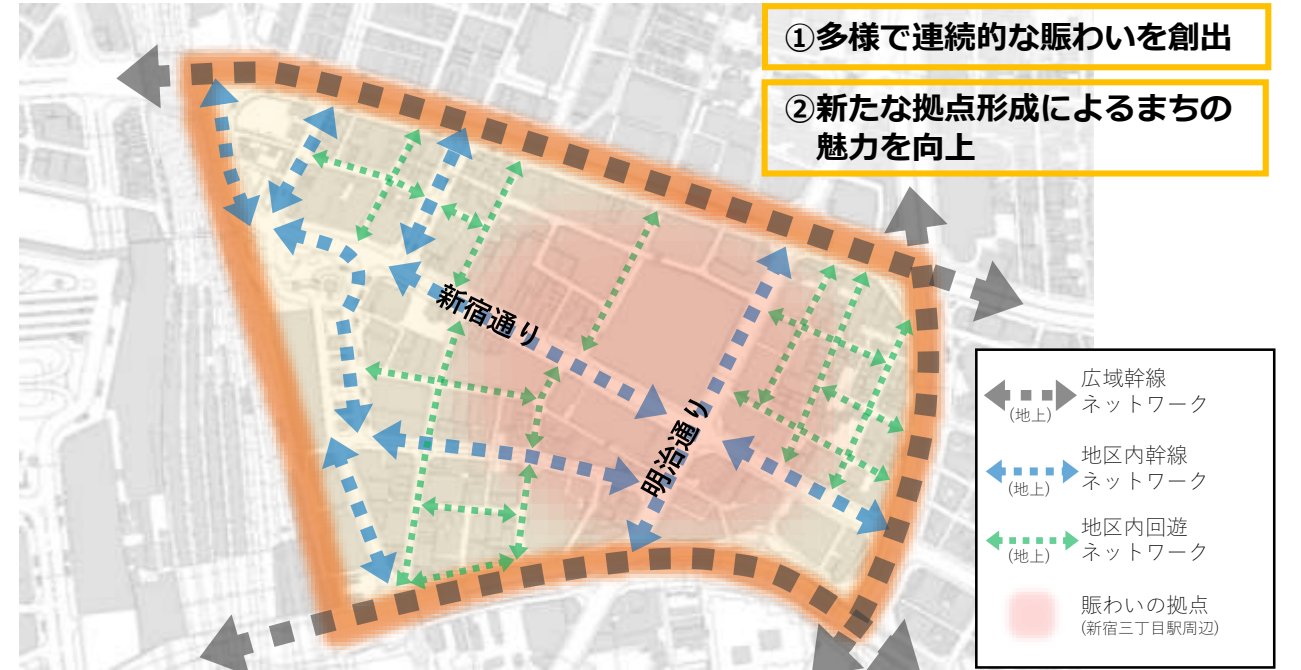 ①多様で連続的な賑わいを創出
②新たな拠点形成によるまちの
魅力を向上
新宿通り
明治通り
広域幹線
ネットワーク
(地上)
地区内幹線
ネットワーク
(地上)
地区内回遊
ネットワーク
(地上)
賑わいの拠点
(新宿三丁目駅周辺)